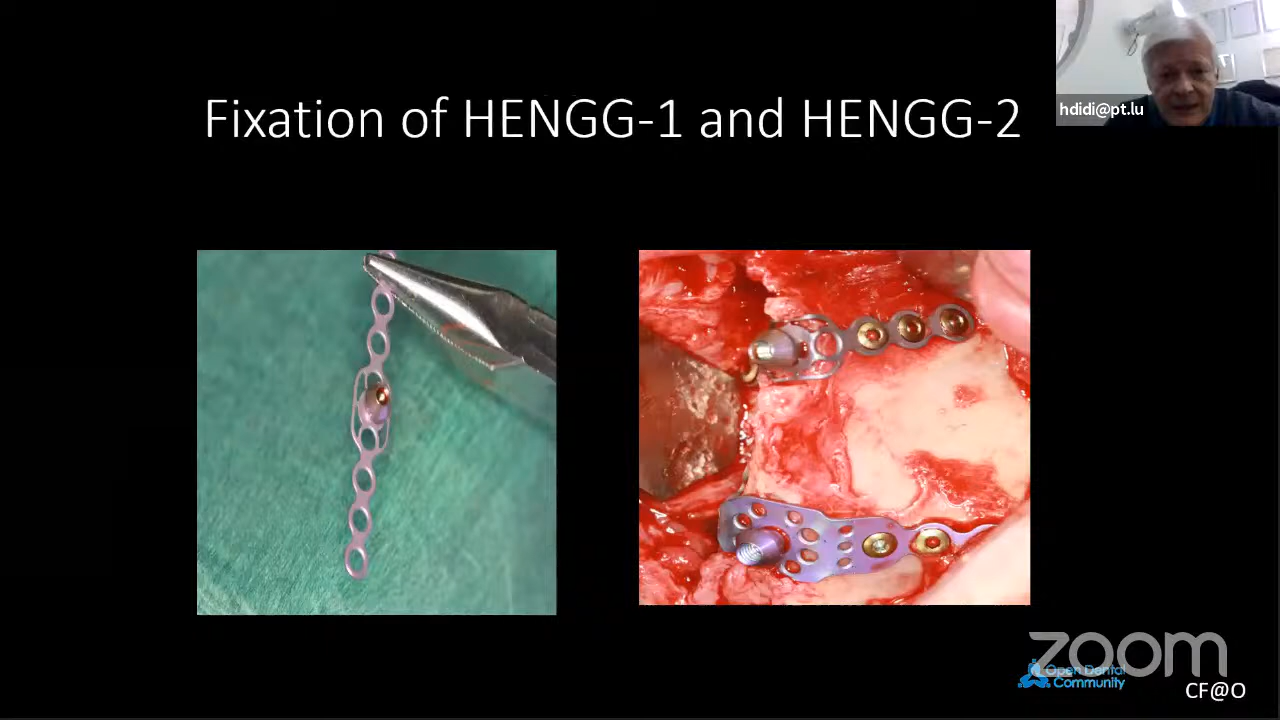 Fixation of HENGG-1 and HENGG-2
hdidi@pt.lu
zoom
Open Dental
Community
CF@O